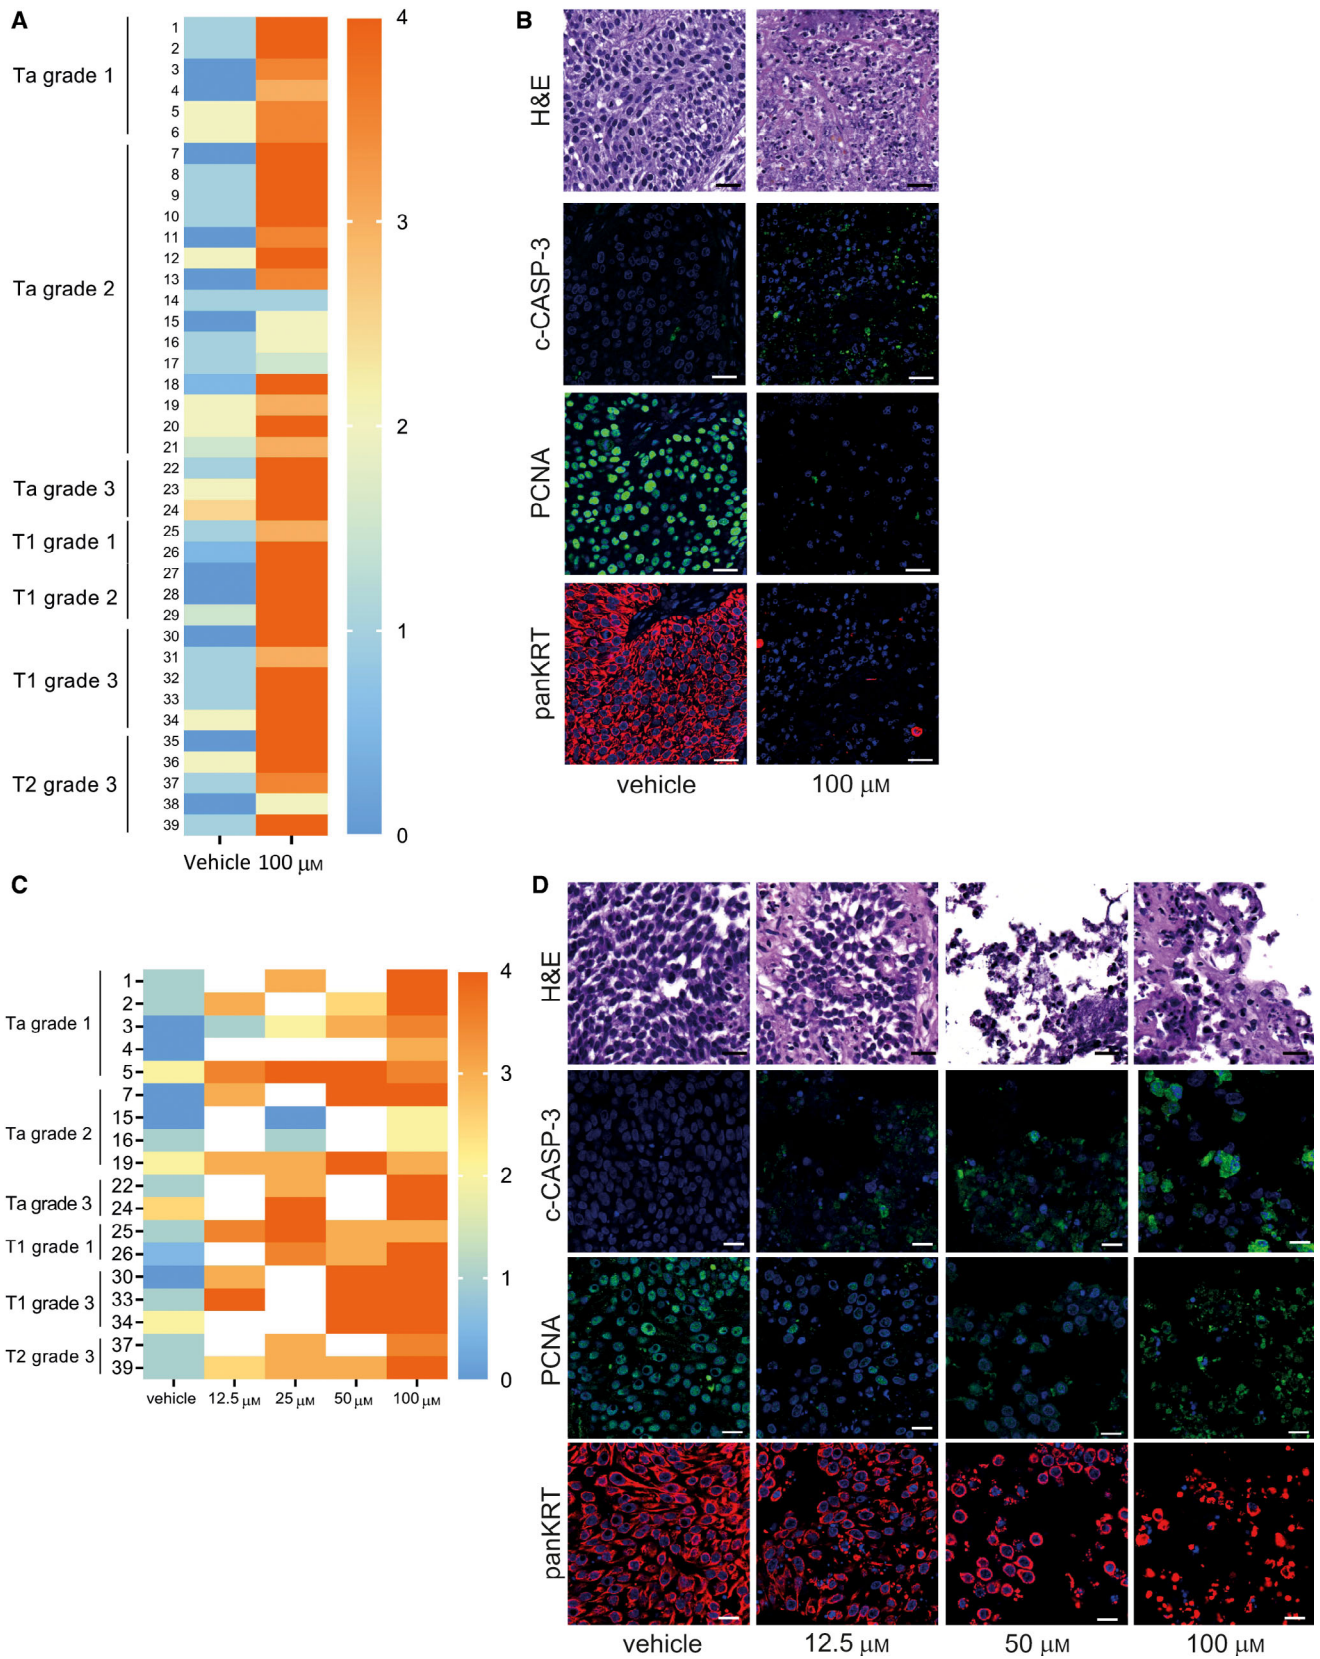 A
Ta grade 1
Ta grade 2
Ta grade 3
T1 grade 1
T1 grade 2
T1 grade 3
T2 grade 3
1
2
3
4
5
6
7
8
9
10
11
12
13
14
15
16
17
18
19
20
21
22
23
24
25
26
27
28
29
30
31
32
33
34
35
36
37
38
39
Vehicle 100 μM
4
3
2
1
0
B
H&E
c-CASP-3
PCNA
panKRT
vehicle 100 μM
C
Ta grade 1
Ta grade 2
Ta grade 3
T1 grade 1
T1 grade 3
T2 grade 3
1
2
3
4
5
7
15
16
19
22
24
25
26
30
33
34
37
39
vehicle 12.5 μM 25 μM 50 μM 100 μM
4
3
2
1
0
D
H&E
c-CASP-3
PCNA
panKRT
vehicle 12.5 μM 50 μM 100 μM